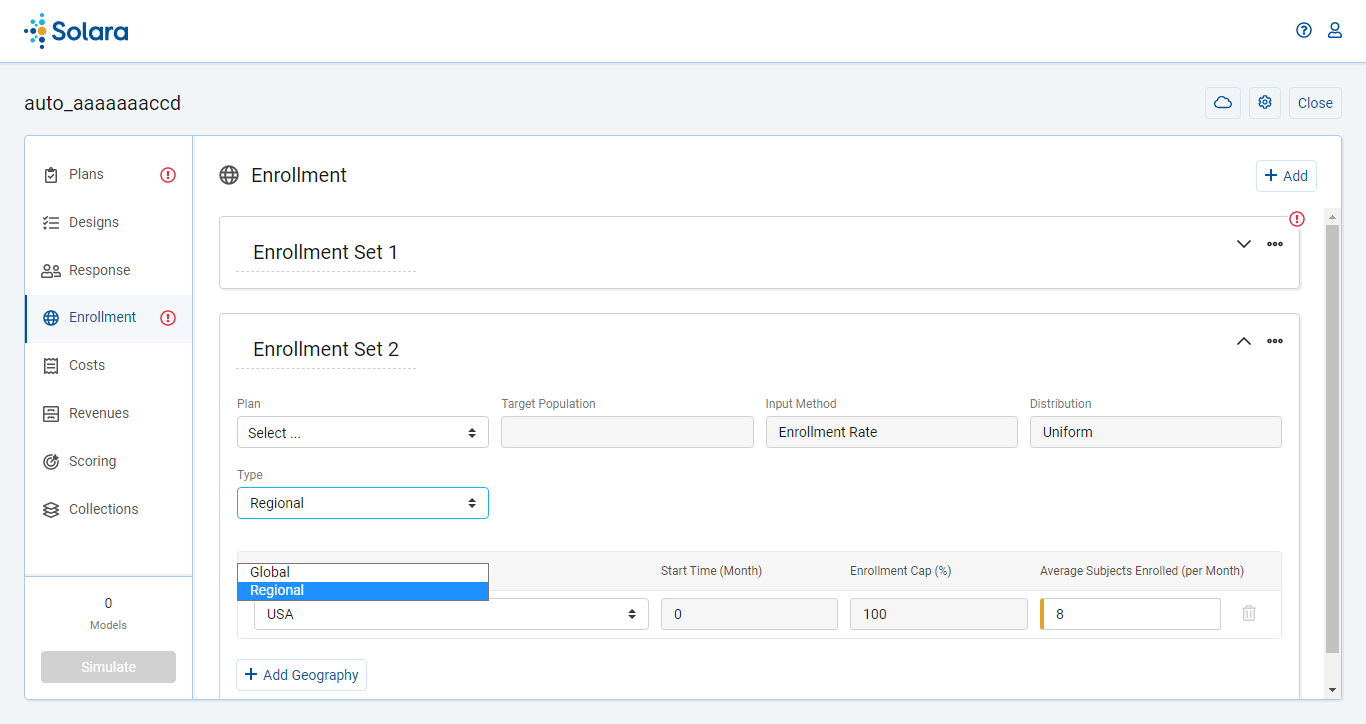 Solara
auto_aaaaaaaccd
Close
Plans
Designs
Response
Enrollment
Costs
Revenues
Scoring
Collections
0
Models
Simulate
Enrollment
Add
Enrollment Set 1
Enrollment Set 2
Plan Target Population Input Method Distribution
Select ... Enrollment Rate Uniform
Type
Regional
Global
Regional
Start Time (Month) Enrollment Cap (%) Average Subjects Enrolled (per Month)
USA 0 100 8
Add Geography